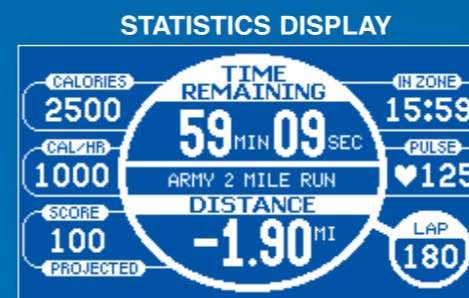 STATISTICS DISPLAY
CALORIES
2500
CAL/HR
1000
SCORE
100
PROJECTED
TIME
REMAINING
59 MIN 09 SEC
ARMY 2 MILE RUN
DISTANCE
-1.90 MI
IN ZONE
15:59
PULSE
♥125
LAP
180